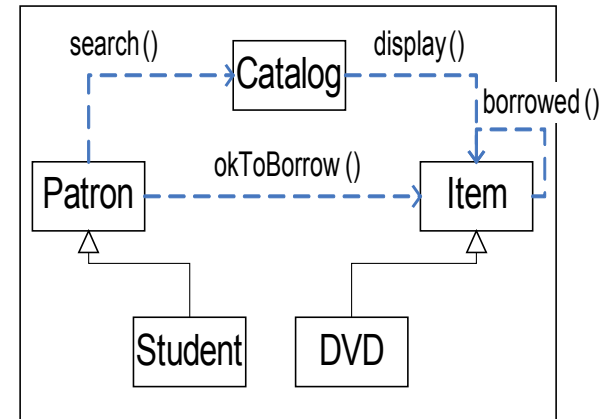 search()
display()
Catalog
borrowed()
okToBorrow()
Patron
Item
Student
DVD